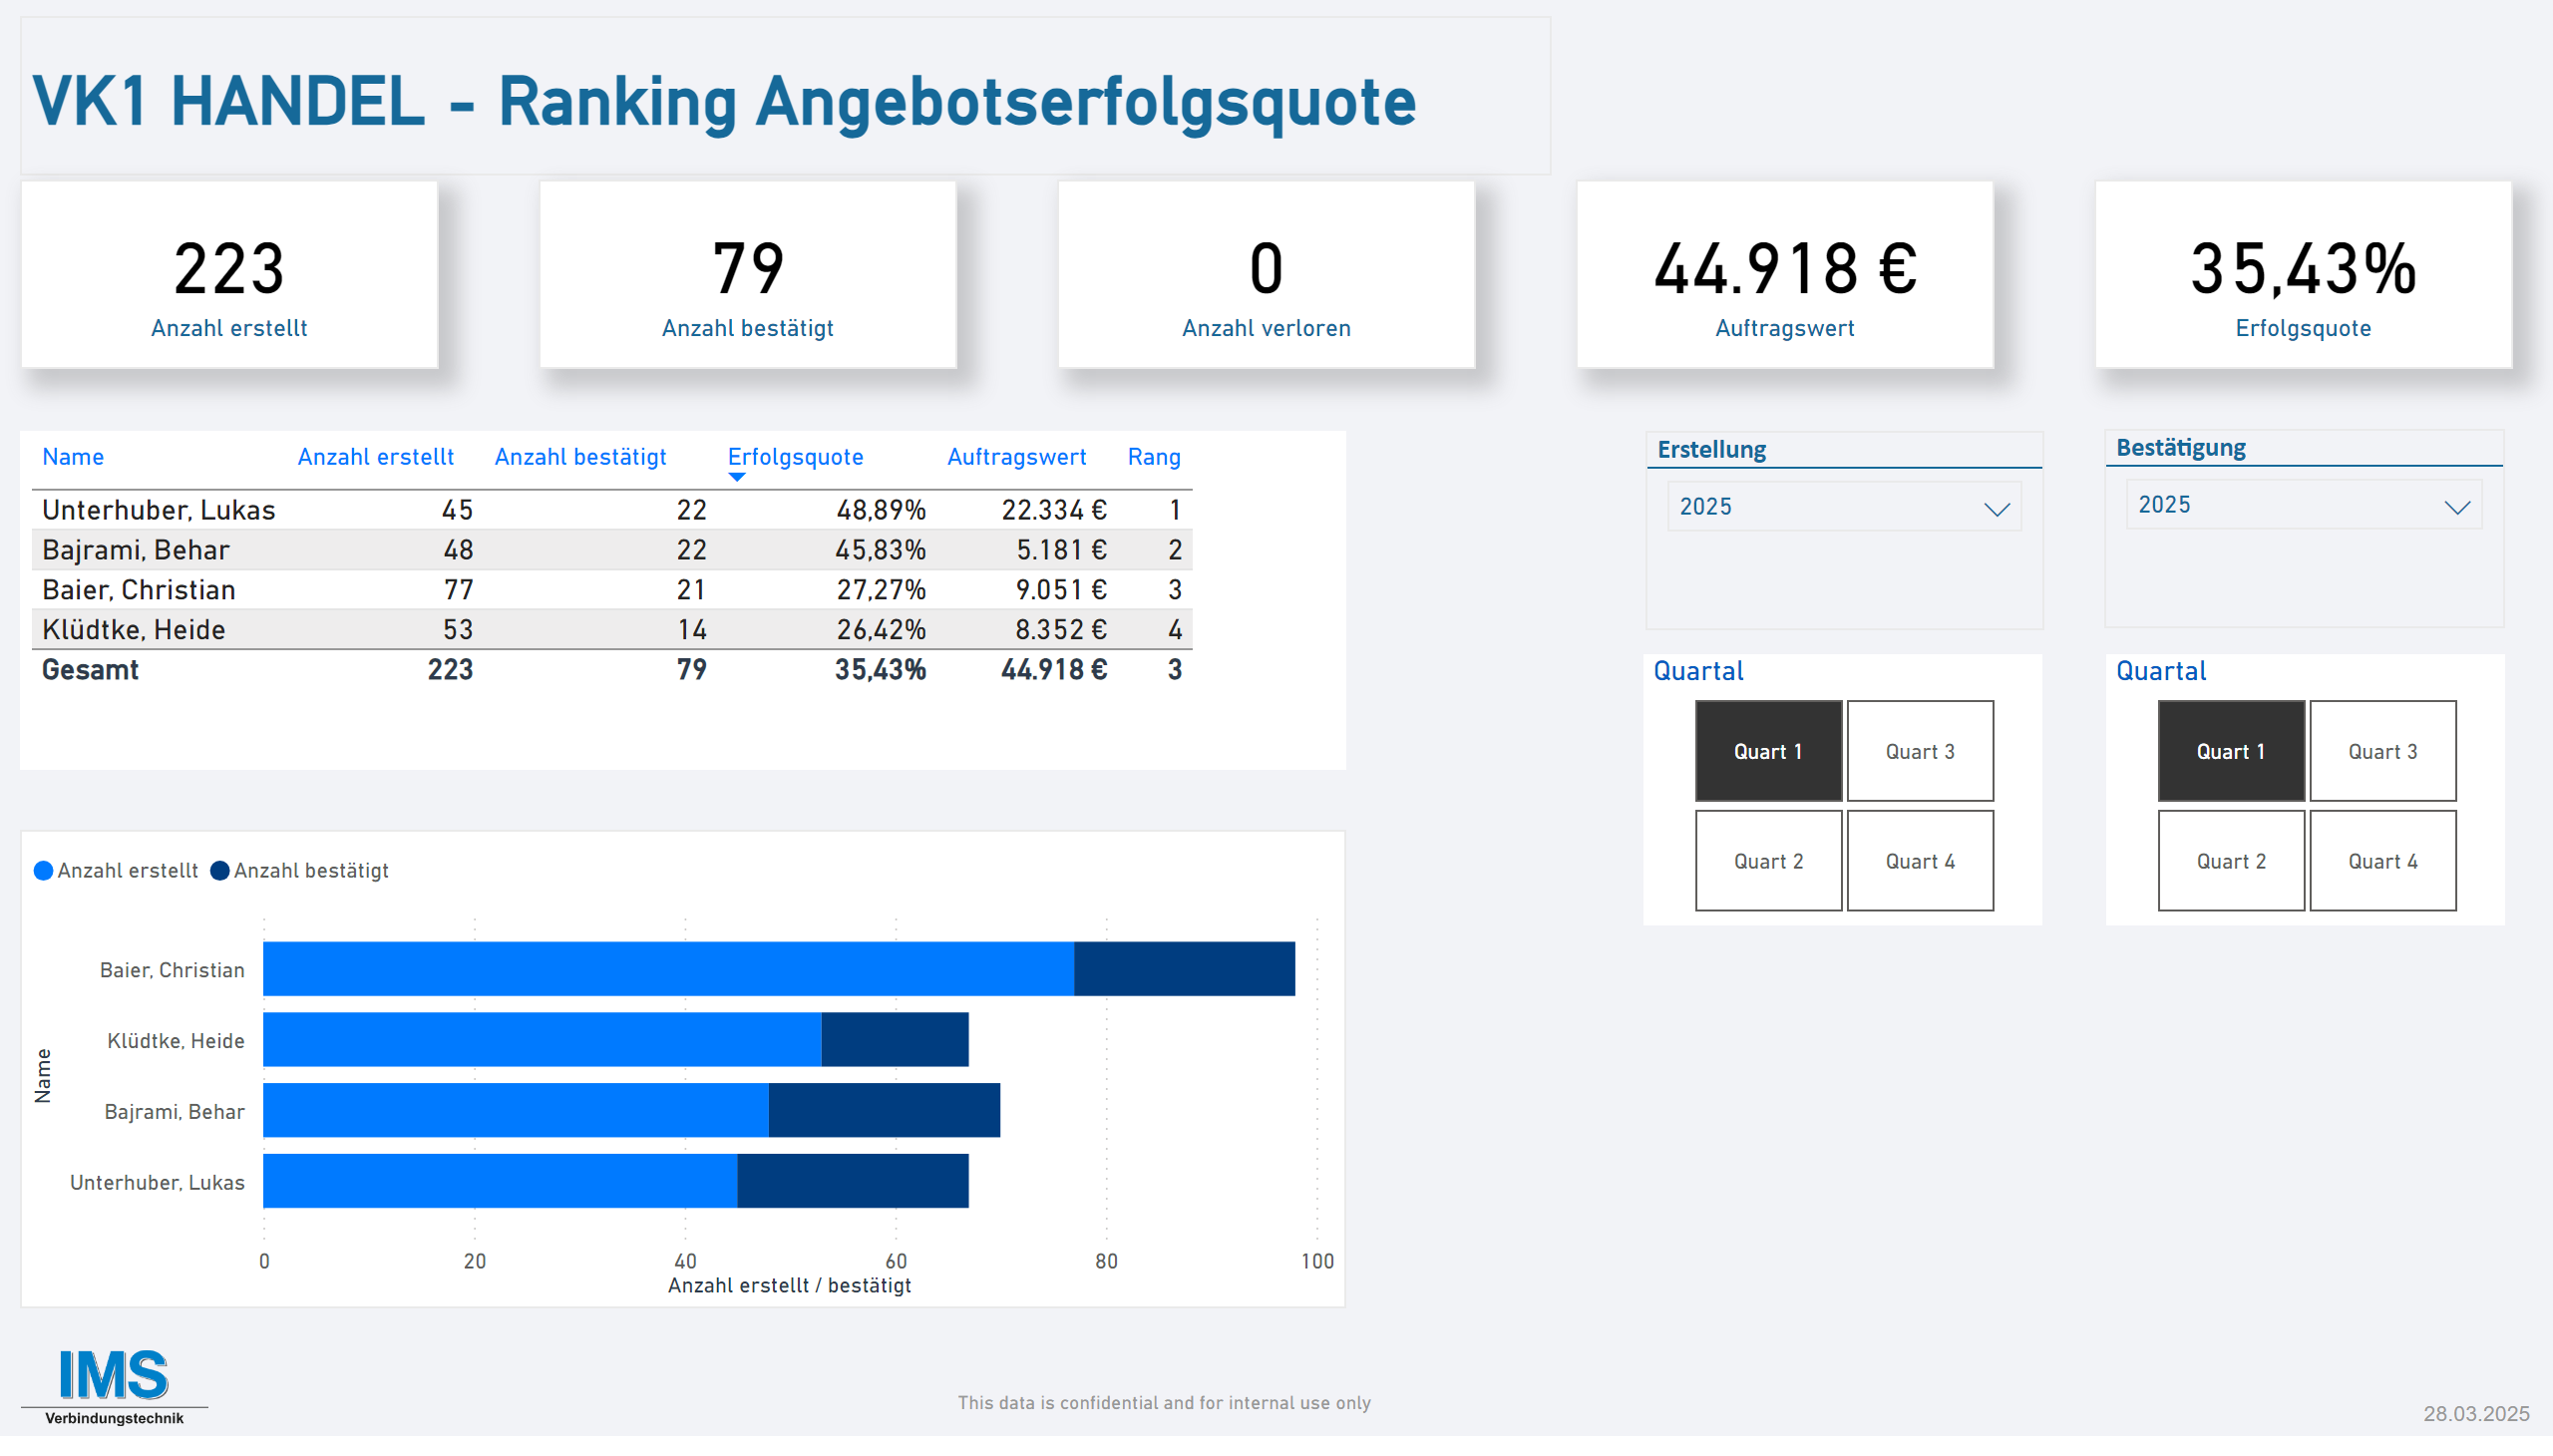 VK1 HANDEL - Ranking Angebotserfolgsquote
223
Anzahl erstellt
79
Anzahl bestätigt
0
Anzahl verloren
44.918 €
Auftragswert
35,43%
Erfolgsquote
Name Anzahl erstellt Anzahl bestätigt Erfolgsquote Auftragswert Rang
Unterhuber, Lukas 45 22 48,89% 22.334 € 1
Bajrami, Behar 48 22 45,83% 5.181 € 2
Baier, Christian 77 21 27,27% 9.051 € 3
Klüdtke, Heide 53 14 26,42% 8.352 € 4
Gesamt 223 79 35,43% 44.918 € 3
Erstellung
2025
Bestätigung
2025
Quartal
Quart 1 Quart 3
Quart 2 Quart 4
Quartal
Quart 1 Quart 3
Quart 2 Quart 4
Anzahl erstellt Anzahl bestätigt
Name
Baier, Christian
Klüdtke, Heide
Bajrami, Behar
Unterhuber, Lukas
0 20 40 60 80 100
Anzahl erstellt / bestätigt
IMS
Verbindungstechnik
This data is confidential and for internal use only
28.03.2025